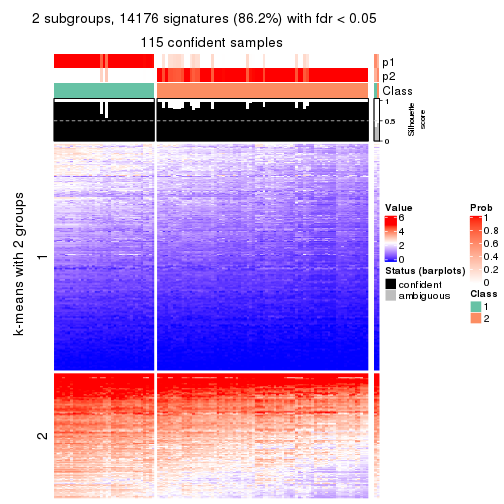 2 subgroups, 14176 signatures (86.2%) with fdr < 0.05
115 confident samples
p1
p2
Class
1
0.5
0
Silhouette
score
k-means with 2 groups
1
2
Value
6
4
2
0
Status (barplots)
confident
ambiguous
Prob
1
0.8
0.6
0.4
0.2
0
Class
1
2